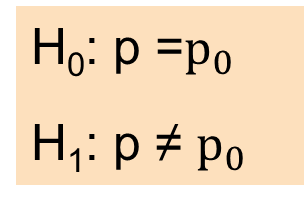 H₀: p =p₀
H₁: p ≠ p₀